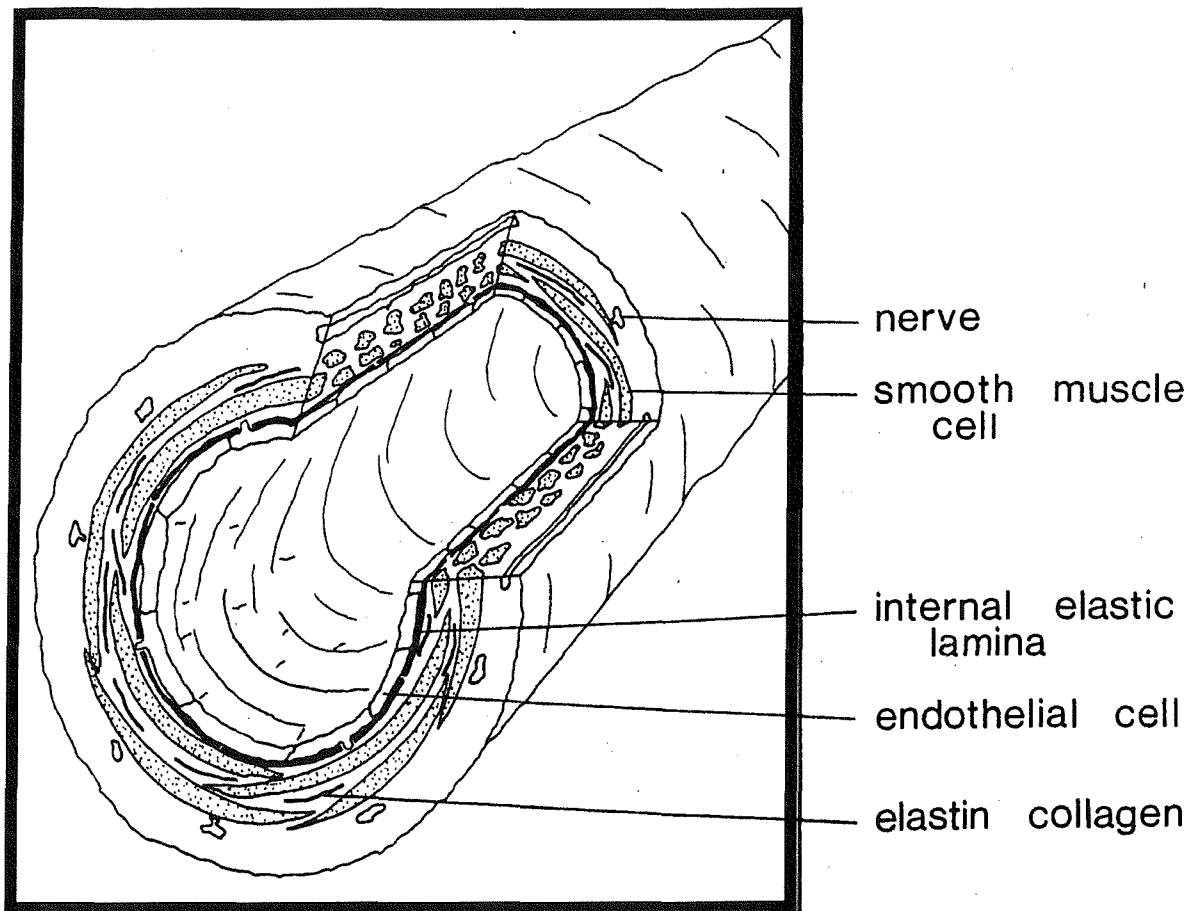 nerve
smooth muscle
cell
internal elastic
lamina
endothelial cell
elastin collagen